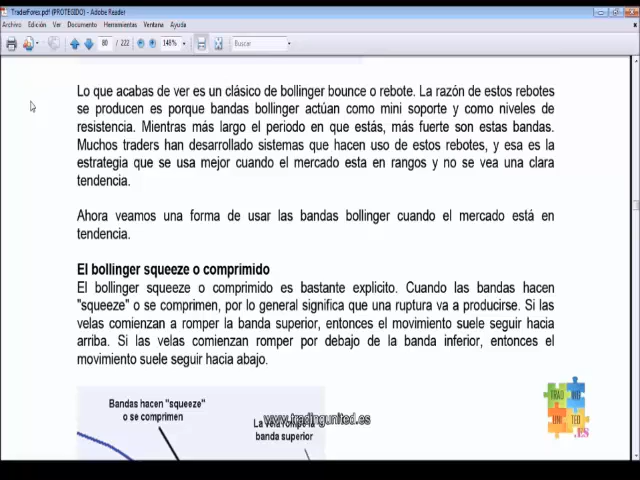 TraderForex.pdf (PROTEGIDO) - Adobe Reader
Archivo Edición Ver Documento Herramientas Ventana Ayuda
80 / 222 148% Buscar
Lo que acabas de ver es un clásico de bollinger bounce o rebote. La razón de estos rebotes
se producen es porque bandas bollinger actúan como mini soporte y como niveles de
resistencia. Mientras más largo el periodo en que estás, más fuerte son estas bandas.
Muchos traders han desarrollado sistemas que hacen uso de estos rebotes, y esa es la
estrategia que se usa mejor cuando el mercado esta en rangos y no se vea una clara
tendencia.
Ahora veamos una forma de usar las bandas bollinger cuando el mercado está en
tendencia.
El bollinger squeeze o comprimido
El bollinger squeeze o comprimido es bastante explicito. Cuando las bandas hacen
"squeeze" o se comprimen, por lo general significa que una ruptura va a producirse. Si las
velas comienzan a romper la banda superior, entonces el movimiento suele seguir hacia
arriba. Si las velas comienzan romper por debajo de la banda inferior, entonces el
movimiento suele seguir hacia abajo.
Bandas hacen "squeeze"
o se comprimen
La vela rompe la
banda superior
www.tradingunited.es
TRAD ING
UNI TED
.ES